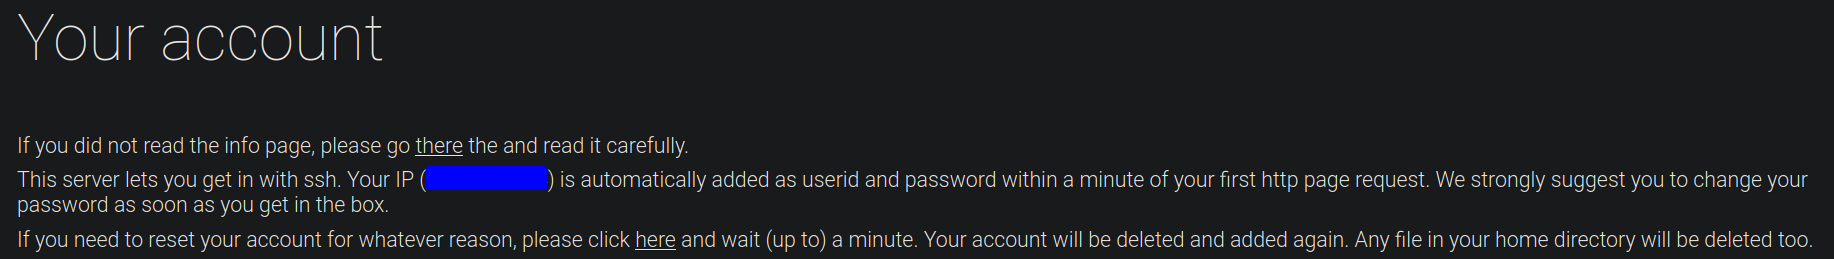 Your account
If you did not read the info page, please go there the and read it carefully.
This server lets you get in with ssh. Your IP ( ) is automatically added as userid and password within a minute of your first http page request. We strongly suggest you to change your
password as soon as you get in the box.
If you need to reset your account for whatever reason, please click here and wait (up to) a minute. Your account will be deleted and added again. Any file in your home directory will be deleted too.